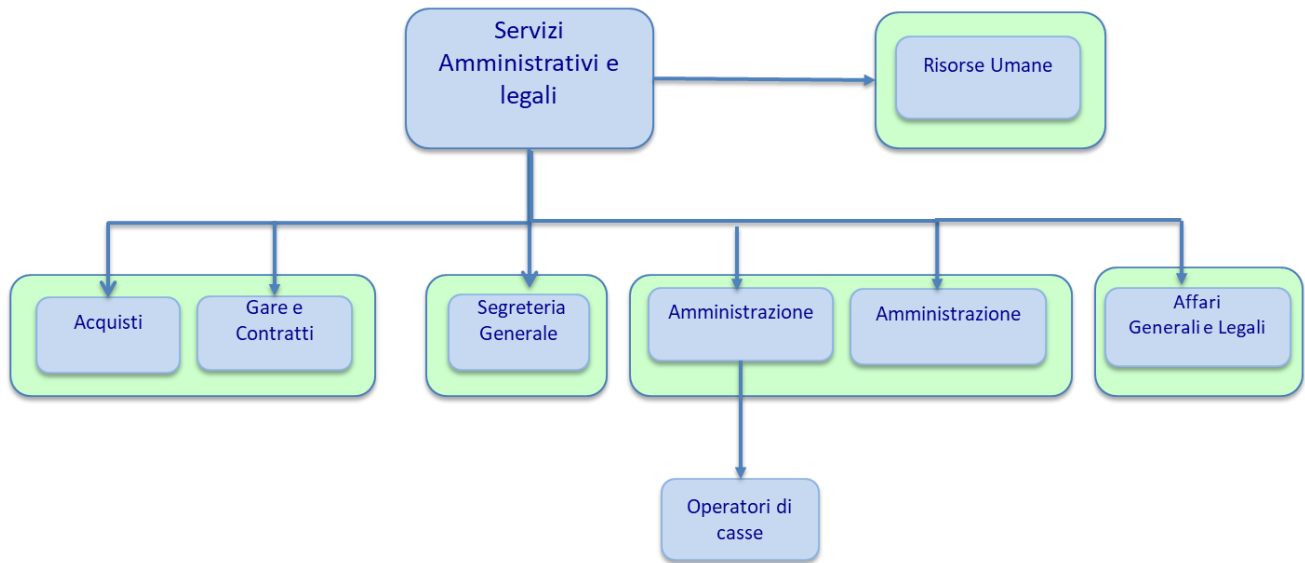 Servizi
Amministrativi e
legali
Risorse Umane
Acquisti
Gare e
Contratti
Segreteria
Generale
Amministrazione
Amministrazione
Affari
Generali e Legali
Operatori di
casse